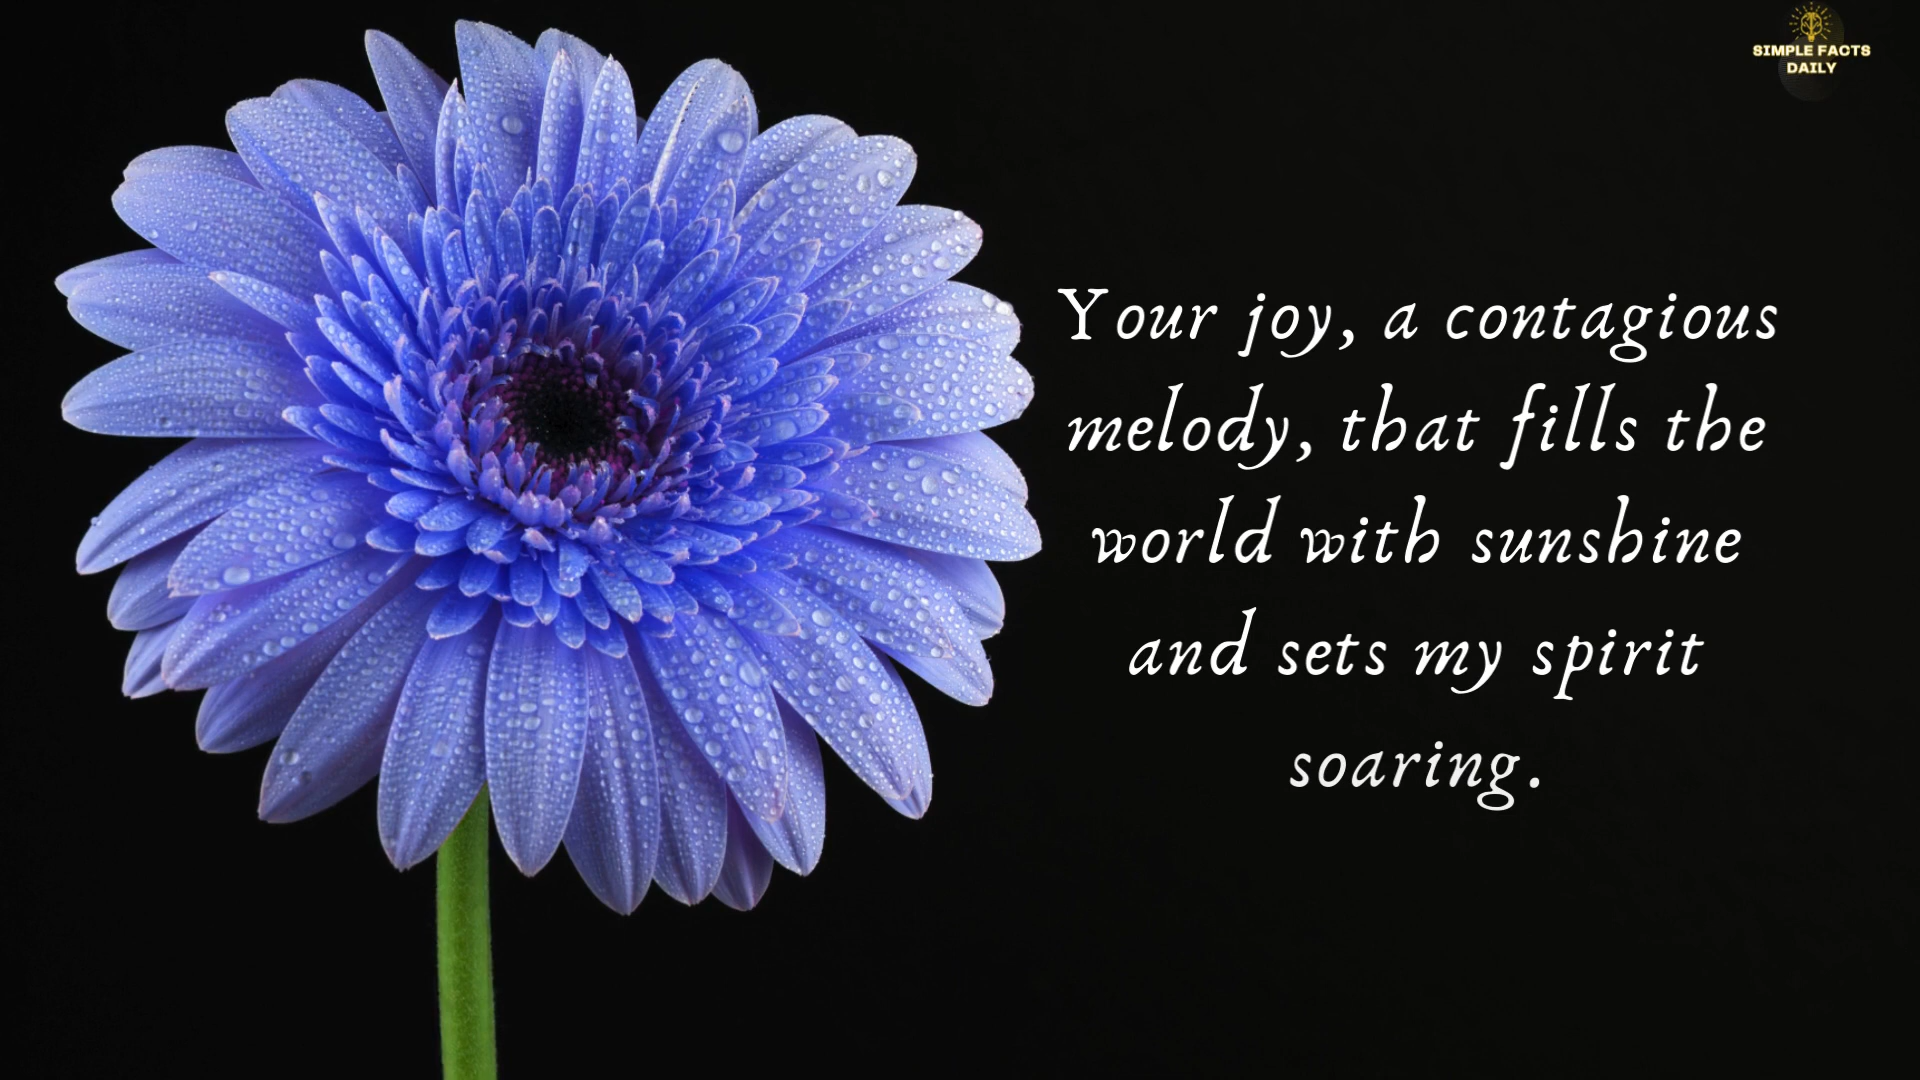 SIMPLE FACTS
DAILY
Your joy, a contagious
melody, that fills the
world with sunshine
and sets my spirit
soaring.